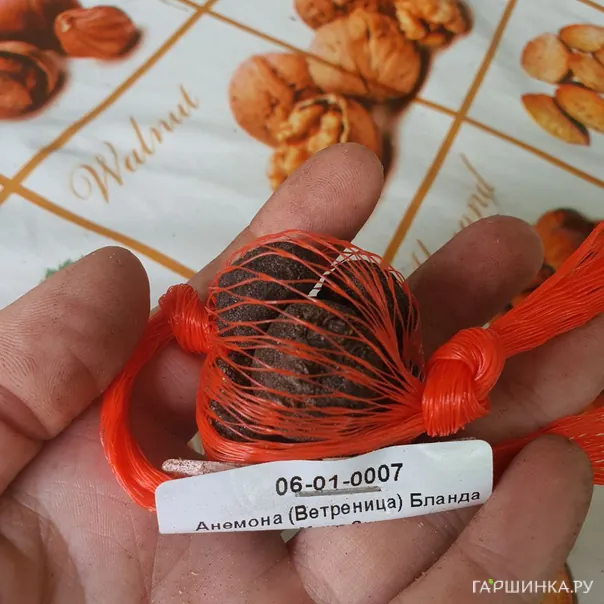 Walnut
06-01-0007
Анемона (Ветреница) Бланда
ГАРШИНКА.РУ